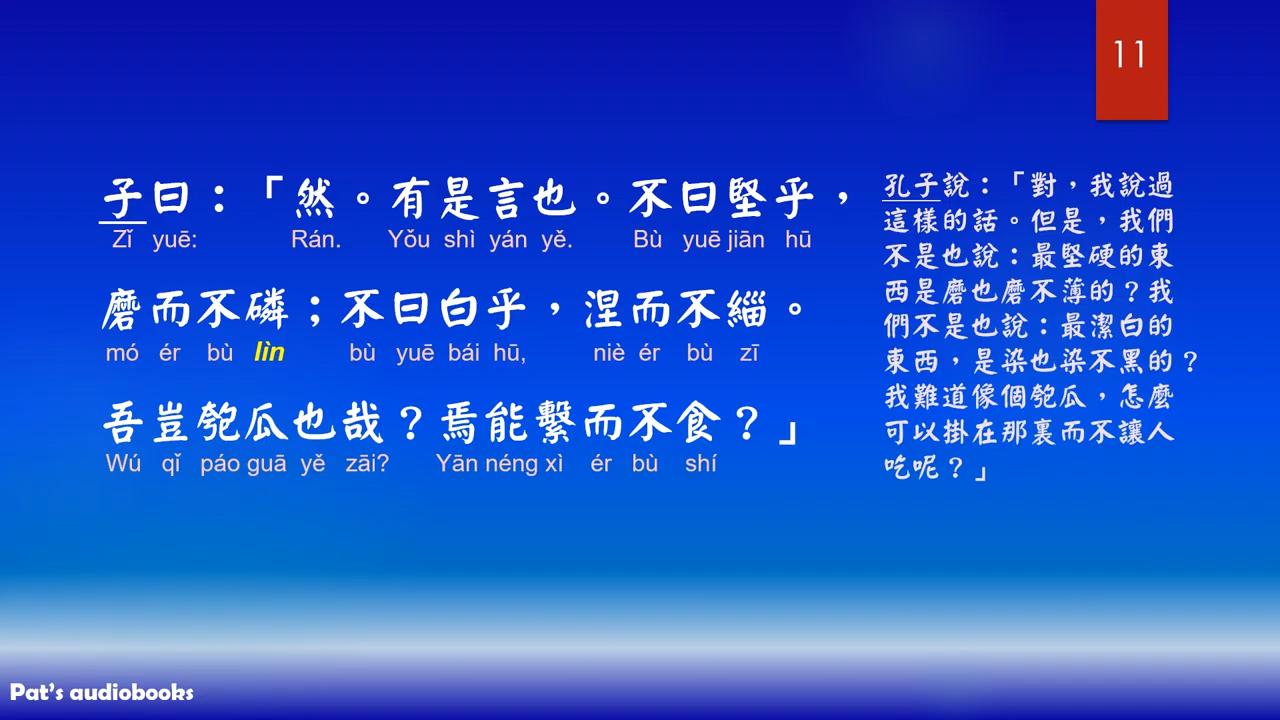 11
子曰：「然。有是言也。不曰堅乎，
Zǐ yuē: Rán. Yǒu shì yán yě. Bù yuē jiān hū
磨而不磷；不曰白乎，涅而不緇。
mó ér bù lìn bù yuē bái hū, niè ér bù zī
吾豈匏瓜也哉？焉能繫而不食？」
Wú qǐ páo guā yě zāi? Yān néng xì ér bù shí
孔子說：「對，我說過
這樣的話。但是，我們
不是也說：最堅硬的東
西是磨也磨不薄的？我
們不是也說：最潔白的
東西，是染也染不黑的？
我難道像個匏瓜，怎麼
可以掛在那裏而不讓人
吃呢？」
Pat's audiobooks